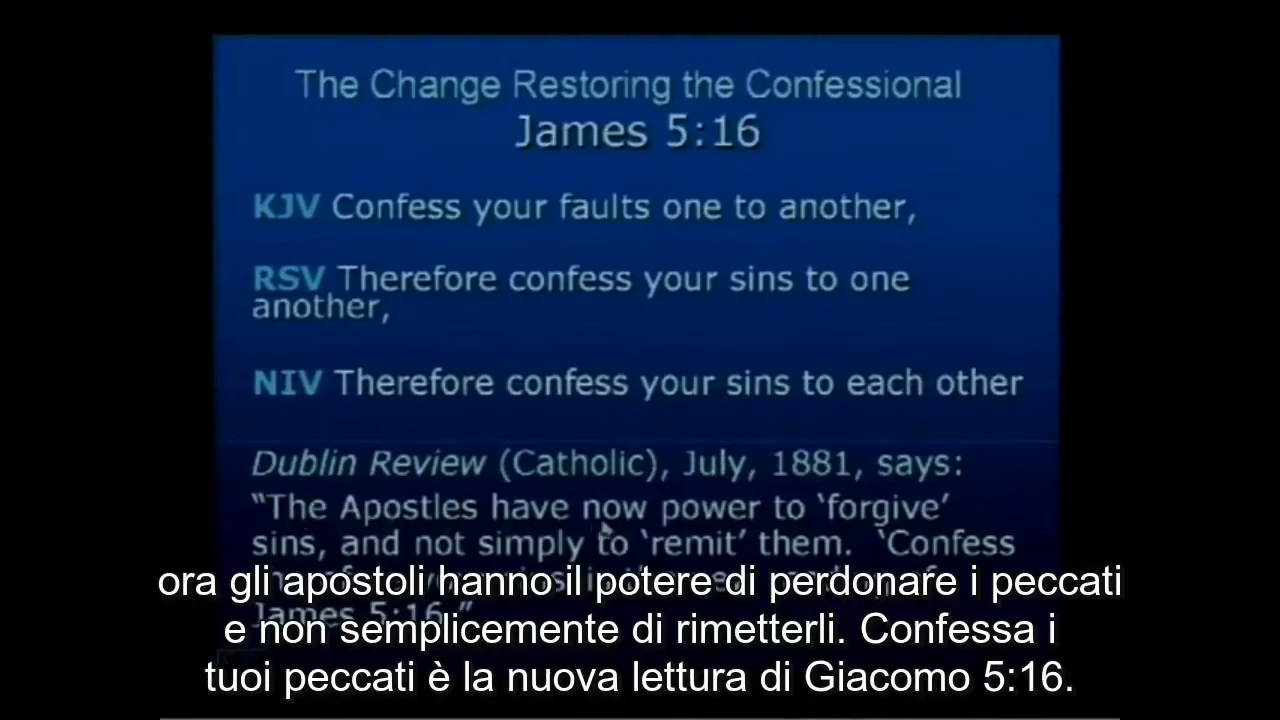 The Change Restoring the Confessional
James 5:16
KJV Confess your faults one to another,
RSV Therefore confess your sins to one
another,
NIV Therefore confess your sins to each other
Dublin Review (Catholic), July, 1881, says:
“The Apostles have now power to ‘forgive’
sins, and not simply to ‘remit’ them. ‘Confess
James 5:16.”
ora gli apostoli hanno il potere di perdonare i peccati
e non semplicemente di rimetterli. Confessa i
tuoi peccati è la nuova lettura di Giacomo 5:16.